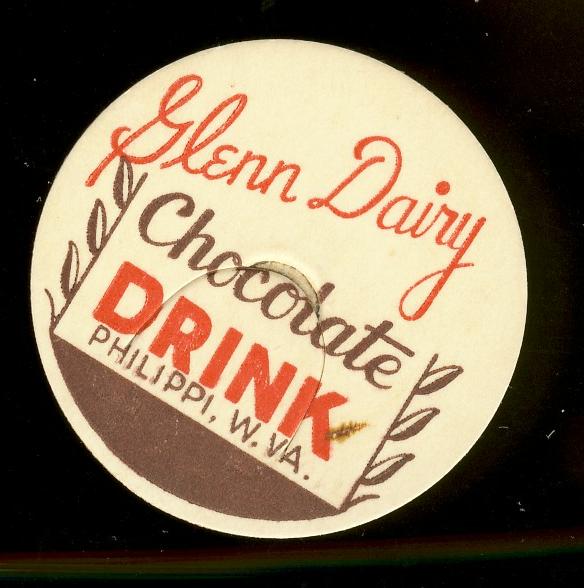 Glenn Dairy
Chocolate
DRINK
PHILIPPI, W. VA.